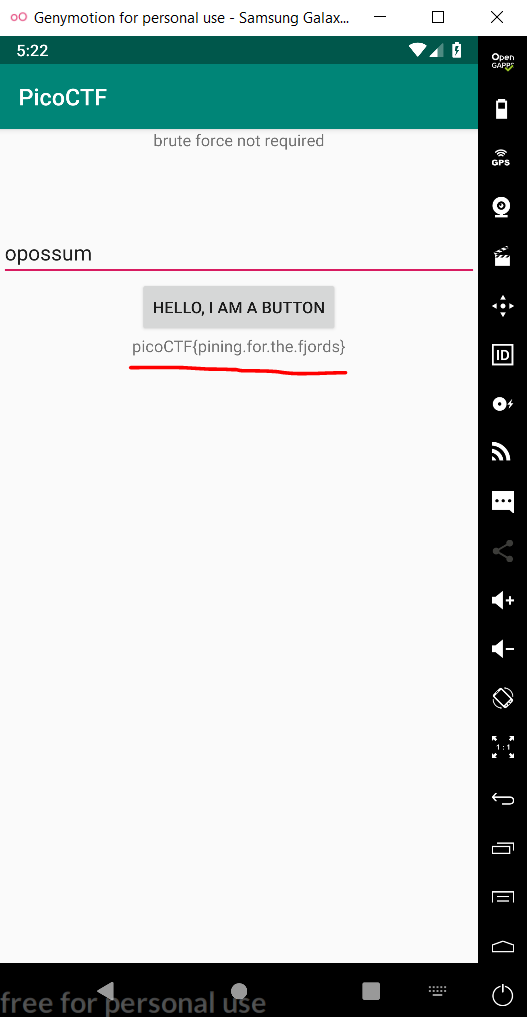 Genymotion for personal use - Samsung Galax...
5:22
Open
GAPPS
PicoCTF
brute force not required
GPS
opossum
HELLO, I AM A BUTTON
picoCTF{pining.for.the.fjords}
ID
1:1
free for personal use